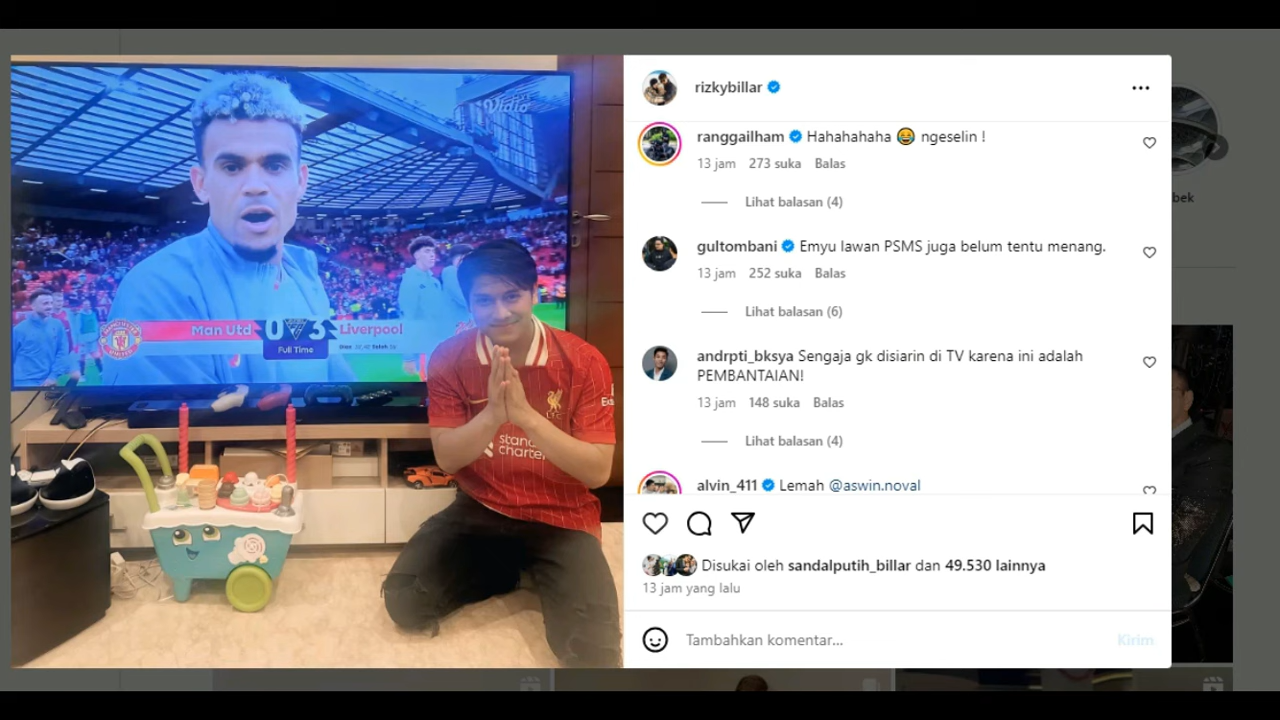 Vidio
Man Utd 0 3 Liverpool
Full Time
standard
charte
rizkybillar
ranggailham Hahahahaha 😂 ngeselin !
13 jam 273 suka Balas
Lihat balasan (4)
gultombani Emyu lawan PSMS juga belum tentu menang.
13 jam 252 suka Balas
Lihat balasan (6)
andrpti_bksya Sengaja gk disiarin di TV karena ini adalah
PEMBANTAIAN!
13 jam 148 suka Balas
Lihat balasan (4)
alvin_411 Lemah @aswin.noval
Disukai oleh sandalputih_billar dan 49.530 lainnya
13 jam yang lalu
Tambahkan komentar...
Kirim
bek